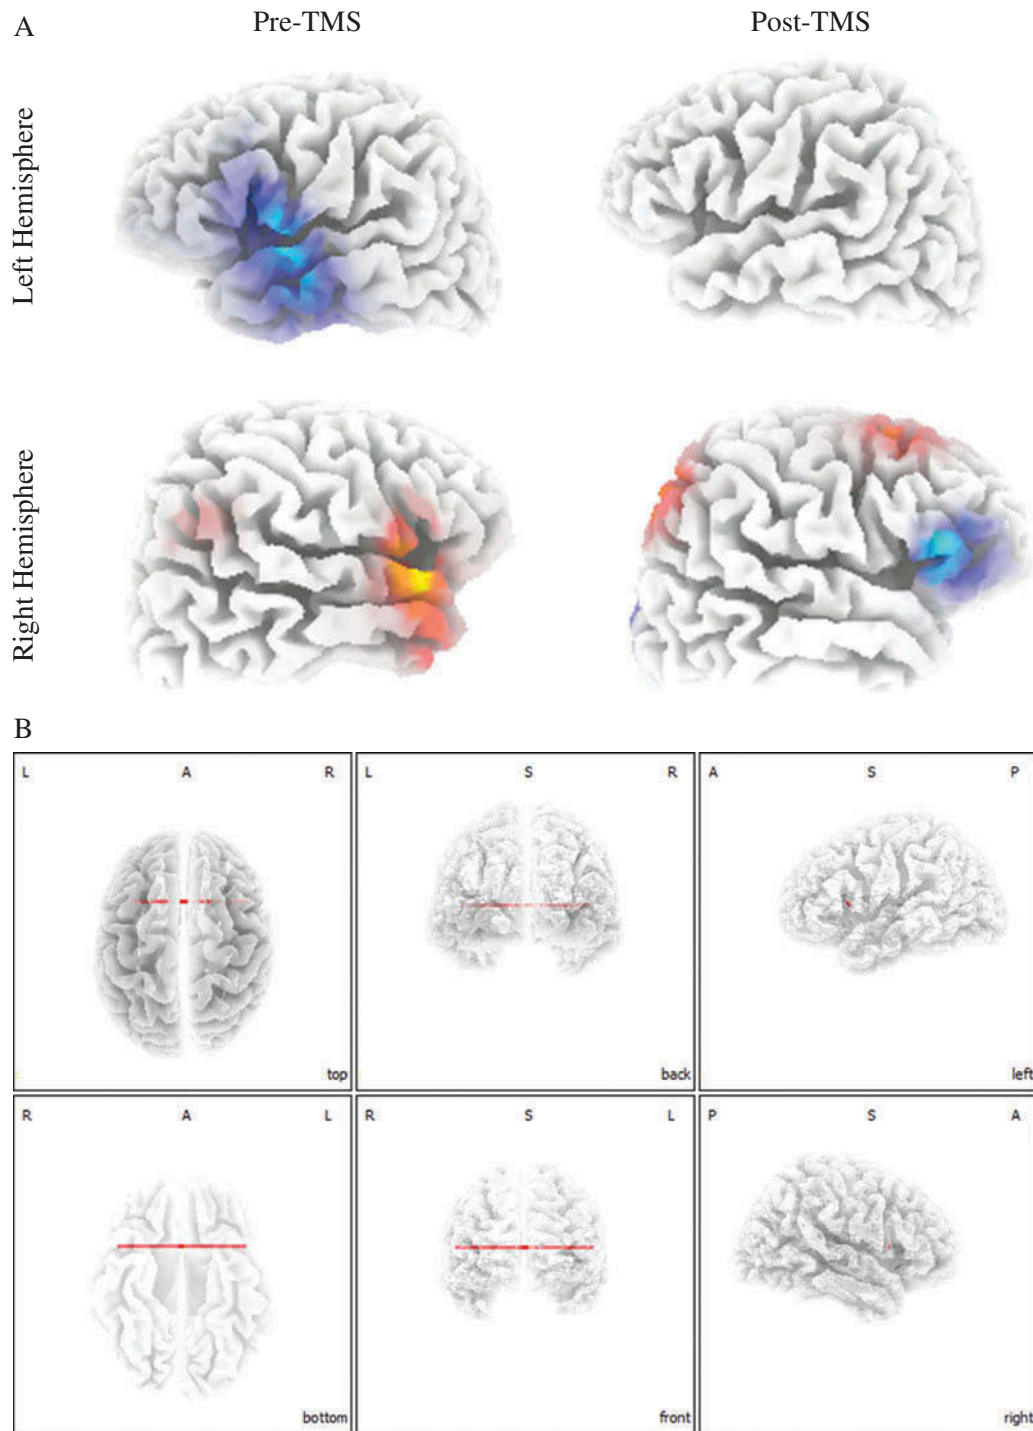 A
Pre-TMS Post-TMS
Left Hemisphere
Right Hemisphere
B
L A R
top
L S R
back
A S P
left
R A L
bottom
R S L
front
P S A
right